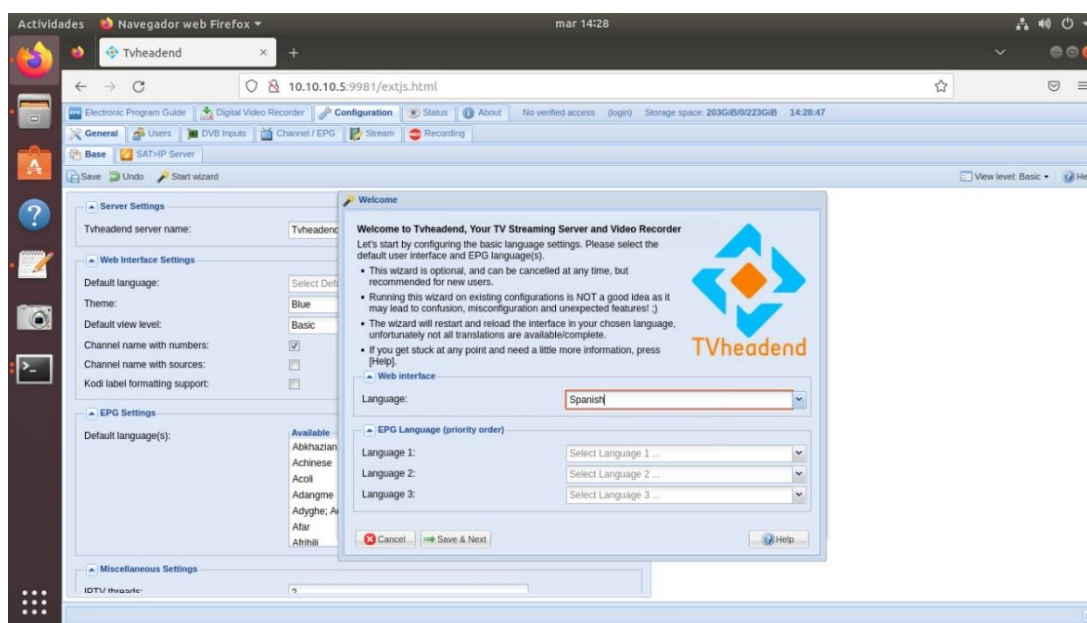 Actividades Navegador web Firefox mar 14:28
Tvheadend
10.10.10.5:9981/extjs.html
Electronic Program Guide Digital Video Recorder Configuration Status About No verified access (login) Storage space: 203GiB/0/223GiB 14:28:47
General Users DVB Inputs Channel / EPG Stream Recording
Base SAT>IP Server
Save Undo Start wizard View level: Basic He
Server Settings
Tvheadend server name: Tvheadend
Web Interface Settings
Default language: Select Defa
Theme: Blue
Default view level: Basic
Channel name with numbers:
Channel name with sources:
Kodi label formatting support:
EPG Settings
Default language(s):
Available
Abkhazian
Achinese
Acoli
Adangme
Adyghe; A
Afar
Afrihili
Miscellaneous Settings
IPTV threads: 2
Welcome
Welcome to Tvheadend, Your TV Streaming Server and Video Recorder
Let's start by configuring the basic language settings. Please select the
default user interface and EPG language(s).
• This wizard is optional, and can be cancelled at any time, but
recommended for new users.
• Running this wizard on existing configurations is NOT a good idea as it
may lead to confusion, misconfiguration and unexpected features! ;)
• The wizard will restart and reload the interface in your chosen language,
unfortunately not all translations are available/complete.
• If you get stuck at any point and need a little more information, press
[Help].
TVheadend
Web interface
Language: Spanish
EPG Language (priority order)
Language 1: Select Language 1 ...
Language 2: Select Language 2 ...
Language 3: Select Language 3 ...
Cancel Save & Next Help